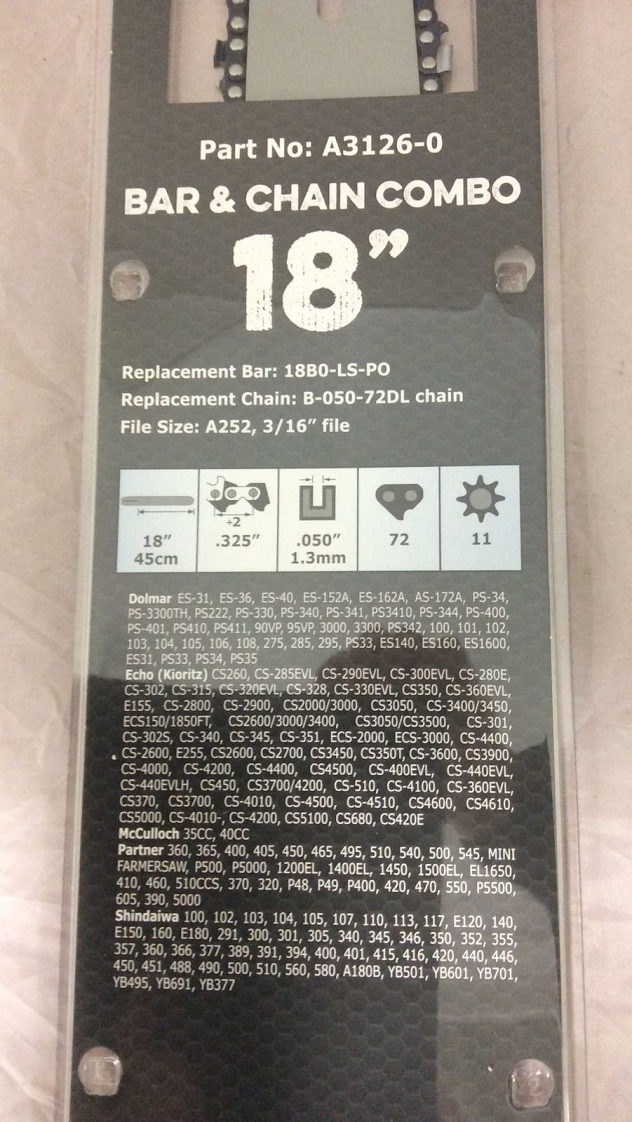 Part No: A3126-0
BAR & CHAIN COMBO
18”
Replacement Bar: 18B0-LS-PO
Replacement Chain: B-050-72DL chain
File Size: A252, 3/16” file
÷2
18” .325” .050” 72 11
45cm 1.3mm
Dolmar ES-31, ES-36, ES-40, ES-152A, ES-162A, AS-172A, PS-34,
PS-3300TH, PS222, PS-330, PS-340, PS-341, PS3410, PS-344, PS-400,
PS-401, PS410, PS411, 90VP, 95VP, 3000, 3300, PS342, 100, 101, 102,
103, 104, 105, 106, 108, 275, 285, 295, PS33, ES140, ES160, ES1600,
ES31, PS33, PS34, PS35
Echo (Kioritz) CS260, CS-285EVL, CS-290EVL, CS-300EVL, CS-280E,
CS-302, CS-315, CS-320EVL, CS-328, CS-330EVL, CS350, CS-360EVL,
E155, CS-2800, CS-2900, CS2000/3000, CS3050, CS-3400/3450,
ECS150/1850FT, CS2600/3000/3400, CS3050/CS3500, CS-301,
CS-302S, CS-340, CS-345, CS-351, ECS-2000, ECS-3000, CS-4400,
CS-2600, E255, CS2600, CS2700, CS3450, CS350T, CS-3600, CS3900,
CS-4000, CS-4200, CS-4400, CS4500, CS-400EVL, CS-440EVL,
CS-440EVLH, CS450, CS3700/4200, CS-510, CS-4100, CS-360EVL,
CS370, CS3700, CS-4010, CS-4500, CS-4510, CS4600, CS4610,
CS5000, CS-4010-, CS-4200, CS5100, CS680, CS420E
McCulloch 35CC, 40CC
Partner 360, 365, 400, 405, 450, 465, 495, 510, 540, 500, 545, MINI
FARMERSAW, P500, P5000, 1200EL, 1400EL, 1450, 1500EL, EL1650,
410, 460, 510CCS, 370, 320, P48, P49, P400, 420, 470, 550, P5500,
605, 390, 5000
Shindaiwa 100, 102, 103, 104, 105, 107, 110, 113, 117, E120, 140,
E150, 160, E180, 291, 300, 301, 305, 340, 345, 346, 350, 352, 355,
357, 360, 366, 377, 389, 391, 394, 400, 401, 415, 416, 420, 440, 446,
450, 451, 488, 490, 500, 510, 560, 580, A180B, YB501, YB601, YB701,
YB495, YB691, YB377